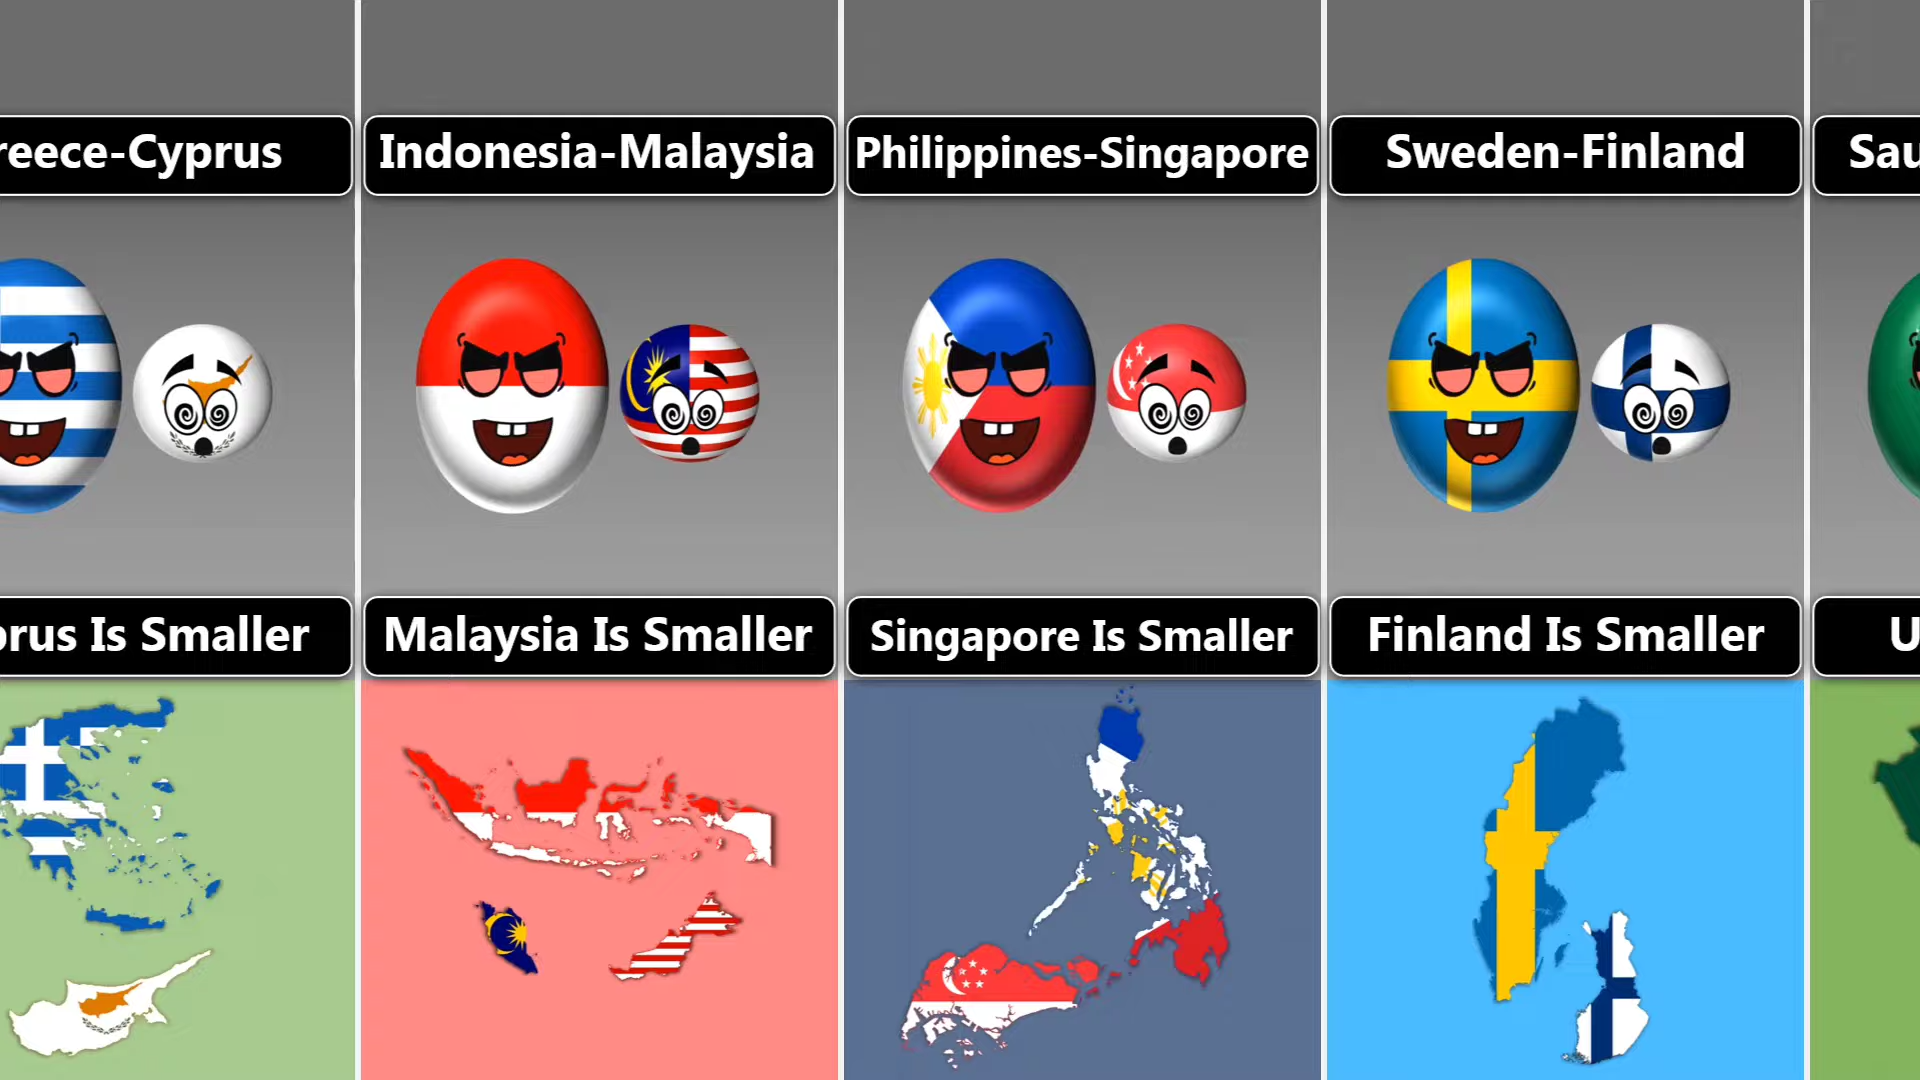 reece-Cyprus
Indonesia-Malaysia
Philippines-Singapore
Sweden-Finland
Sau
prus Is Smaller
Malaysia Is Smaller
Singapore Is Smaller
Finland Is Smaller
U